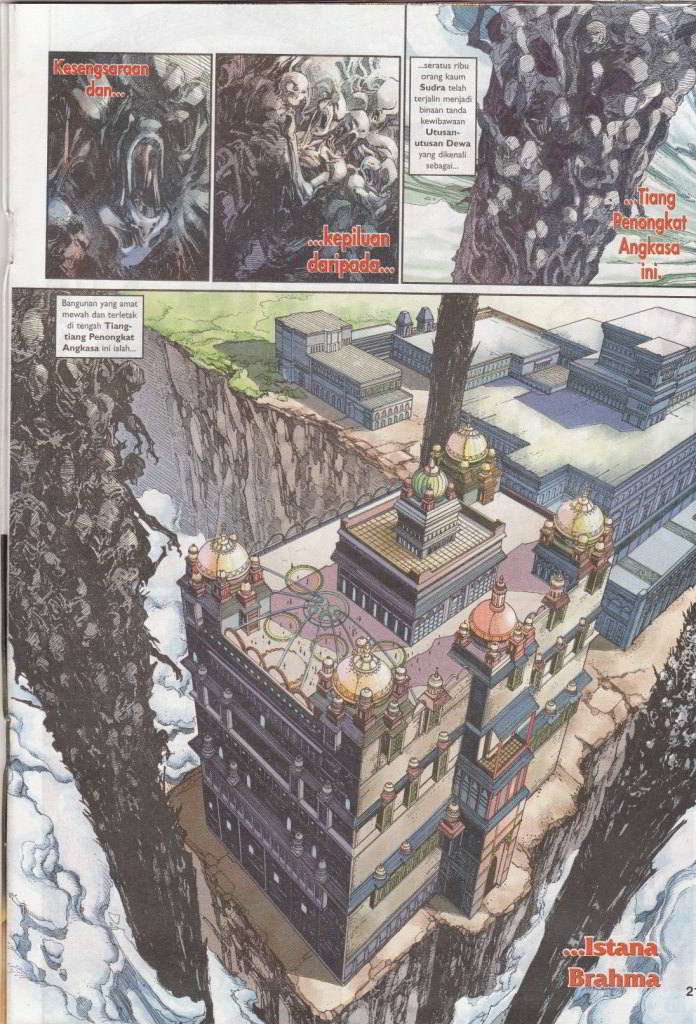 Kesengsaraan
dan...
...kepiluan
daripada...
...seratus ribu
orang kaum
Sudra telah
terjalin menjadi
binaan tanda
kewibawaan
Utusan-
utusan Dewa
yang dikenali
sebagai...
...Tiang
Penongkat
Angkasa
ini.
Bangunan yang amat
mewah dan terletak
di tengah Tiang-
tiang Penongkat
Angkasa ini ialah...
...Istana
Brahma